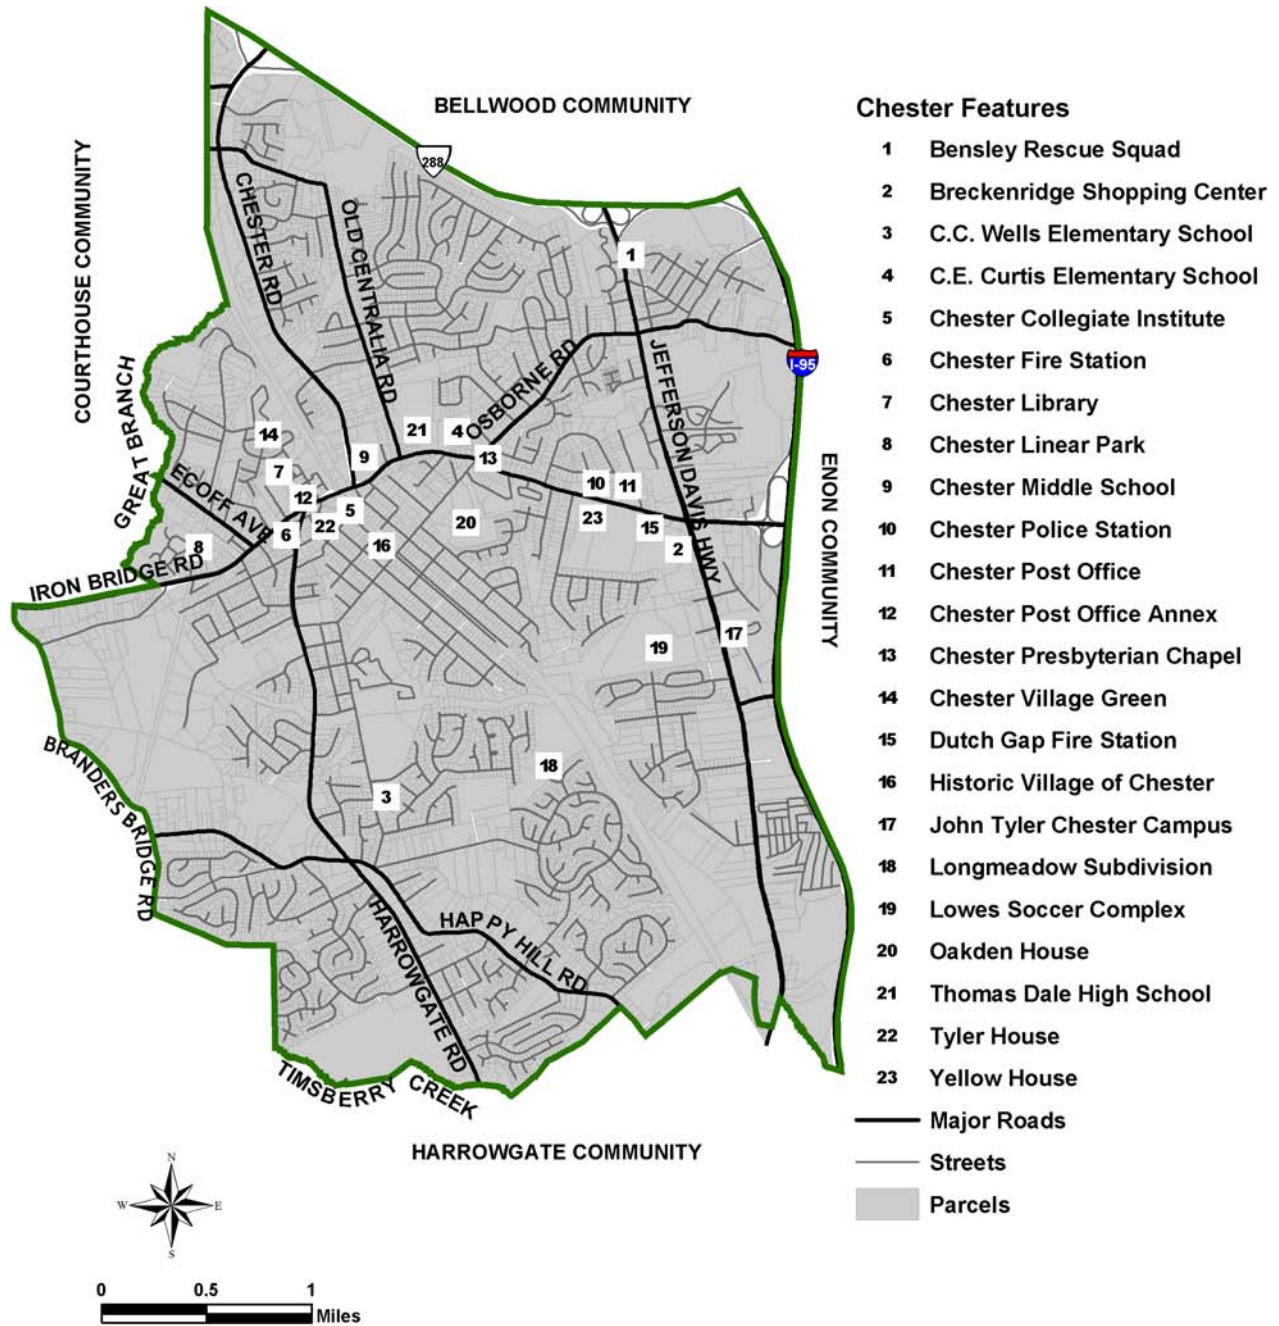 BELLWOOD COMMUNITY
288
COURTHOUSE COMMUNITY
CHESTER RD
OLD CENTRALIA RD
1
JEFFERSON DAVIS HWY
I-95
OSBORNE RD
GREAT BRANCH
ECOFF AVE
14
21
4
9
13
7
12
5
10
11
6
22
16
20
23
15
2
8
IRON BRIDGE RD
ENON COMMUNITY
17
19
18
3
BRANDERS BRIDGE RD
HAPPY HILL RD
HARROWGATE RD
TIMSBERRY CREEK
HARROWGATE COMMUNITY
N
W E
S
0 0.5 1
Miles
Chester Features
1 Bensley Rescue Squad
2 Breckenridge Shopping Center
3 C.C. Wells Elementary School
4 C.E. Curtis Elementary School
5 Chester Collegiate Institute
6 Chester Fire Station
7 Chester Library
8 Chester Linear Park
9 Chester Middle School
10 Chester Police Station
11 Chester Post Office
12 Chester Post Office Annex
13 Chester Presbyterian Chapel
14 Chester Village Green
15 Dutch Gap Fire Station
16 Historic Village of Chester
17 John Tyler Chester Campus
18 Longmeadow Subdivision
19 Lowes Soccer Complex
20 Oakden House
21 Thomas Dale High School
22 Tyler House
23 Yellow House
Major Roads
Streets
Parcels